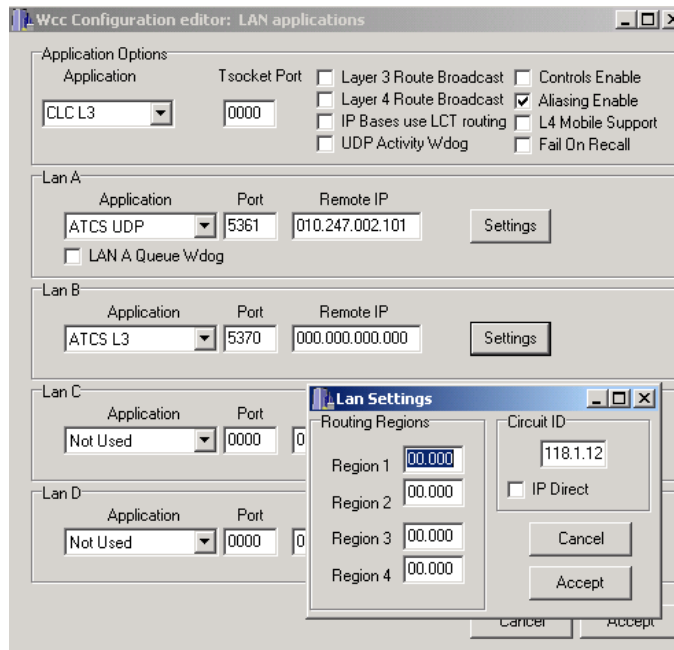 Wcc Configuration editor: LAN applications
Application Options
Application
Tsocket Port
CLC L3
0000
Layer 3 Route Broadcast
Layer 4 Route Broadcast
IP Bases use LCT routing
UDP Activity Wdog
Controls Enable
Aliasing Enable
L4 Mobile Support
Fail On Recall
Lan A
Application Port Remote IP
ATCS UDP 5361 010.247.002.101 Settings
LAN A Queue Wdog
Lan B
Application Port Remote IP
ATCS L3 5370 000.000.000.000 Settings
Lan C
Application Port
Not Used 0000 0
Lan D
Application Port
Not Used 0000 0
Lan Settings
Routing Regions
Region 1 00.000
Region 2 00.000
Region 3 00.000
Region 4 00.000
Circuit ID
118.1.12
IP Direct
Cancel
Accept
Cancel Accept